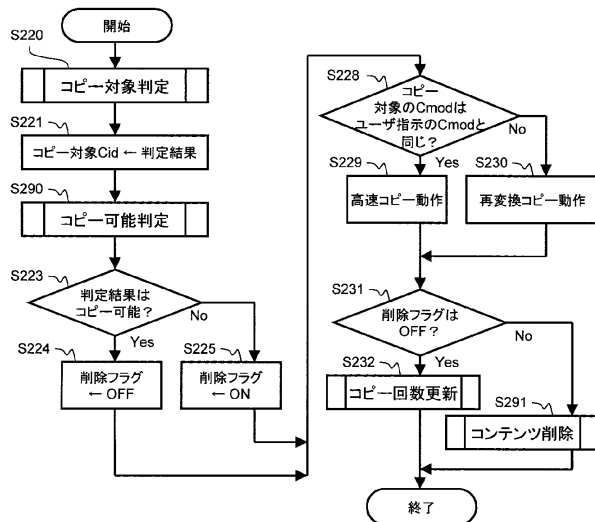 開始
S220
コピー対象判定
S221
コピー対象Cid ← 判定結果
S290
コピー可能判定
S223
判定結果は
コピー可能？
No
Yes
S224
削除フラグ
← OFF
S225
削除フラグ
← ON
S228
コピー
対象のCmodは
ユーザ指示のCmodと
同じ？
No
Yes
S229
高速コピー動作
S230
再変換コピー動作
S231
削除フラグは
OFF？
No
Yes
S232
コピー回数更新
S291
コンテンツ削除
終了